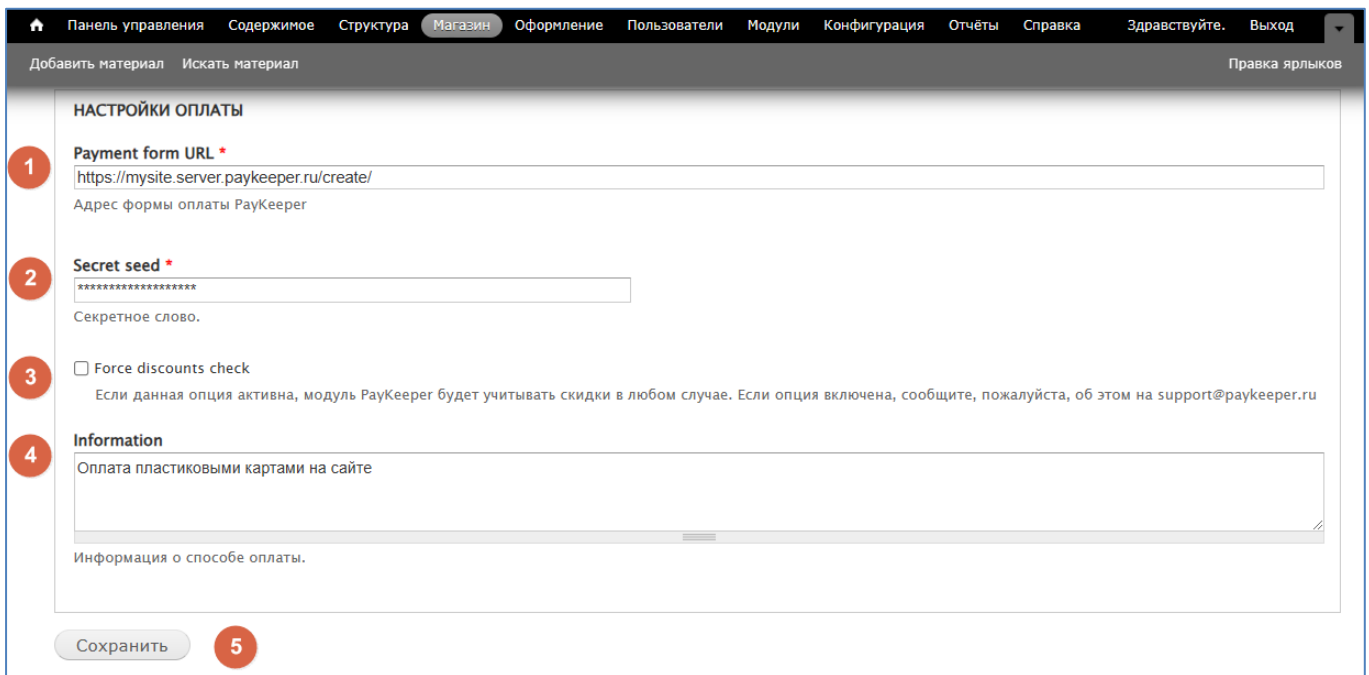 Панель управления Содержимое Структура Магазин Оформление Пользователи Модули Конфигурация Отчёты Справка Здравствуйте. Выход
Добавить материал Искать материал Правка ярлыков
НАСТРОЙКИ ОПЛАТЫ
1
Payment form URL *
https://mysite.server.paykeeper.ru/create/
Адрес формы оплаты PayKeeper
2
Secret seed *
*******************
Секретное слово.
3
Force discounts check
Если данная опция активна, модуль PayKeeper будет учитывать скидки в любом случае. Если опция включена, сообщите, пожалуйста, об этом на support@paykeeper.ru
4
Information
Оплата пластиковыми картами на сайте
Информация о способе оплаты.
Сохранить 5